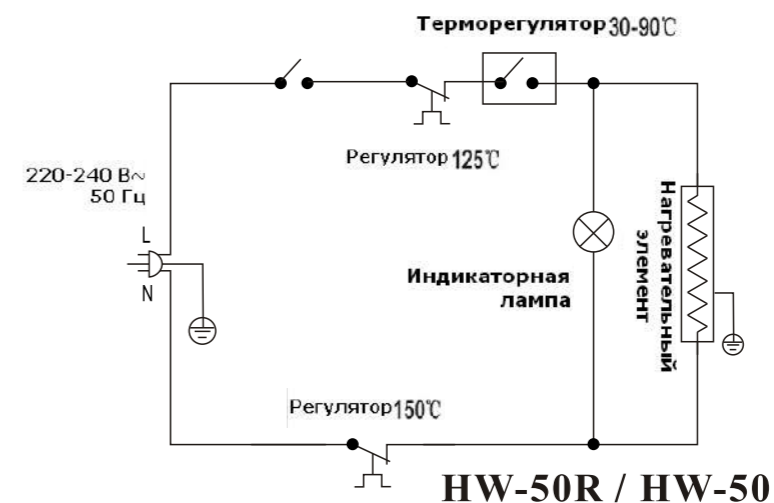 Терморегулятор 30-90℃
Регулятор 125℃
220-240 В~
50 Гц
L
N
Нагревательный
элемент
Индикаторная
лампа
Регулятор 150℃
HW-50R / HW-50